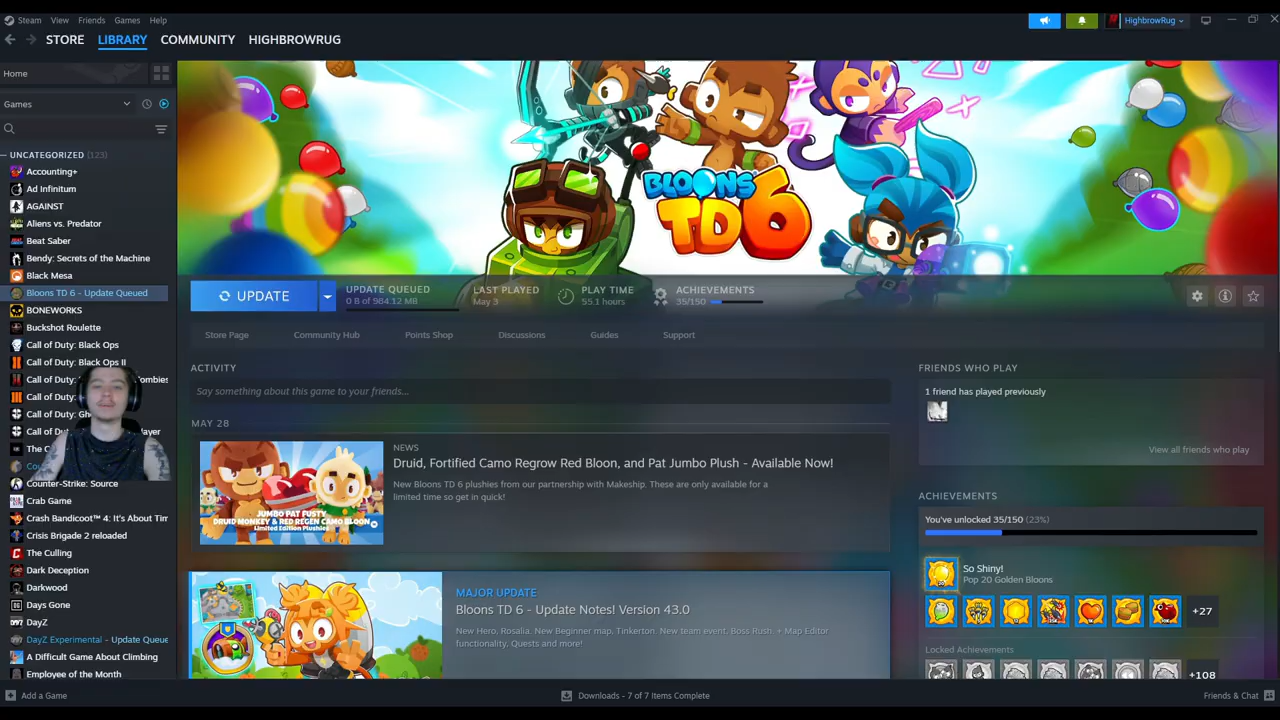 Steam View Friends Games Help
HighbrowRug
STORE LIBRARY COMMUNITY HIGHBROWRUG
Home
Games
UNCATEGORIZED (123)
Accounting+
Ad Infinitum
AGAINST
Aliens vs. Predator
Beat Saber
Bendy: Secrets of the Machine
Black Mesa
Bloons TD 6 - Update Queued
BONEWORKS
Buckshot Roulette
Call of Duty: Black Ops
Call of Duty: Black Ops II
Call of Duty: Zombies
Call of D
Call of Duty: Gh
Call of Du ayer
The C
Cou
Counter-Strike: Source
Crab Game
Crash Bandicoot™ 4: It's About Tim
Crisis Brigade 2 reloaded
The Culling
Dark Deception
Darkwood
Days Gone
DayZ
DayZ Experimental - Update Queue
A Difficult Game About Climbing
Employee of the Month
BLOONS
TD 6
UPDATE
UPDATE QUEUED
0 B of 984.12 MB
LAST PLAYED
May 3
PLAY TIME
55.1 hours
ACHIEVEMENTS
35/150
Store Page Community Hub Points Shop Discussions Guides Support
ACTIVITY
Say something about this game to your friends...
MAY 28
JUMBO PAT FUSTY
DRUID MONKEY & RED REGEN CAMO BLOON
Limited Edition Plushies
NEWS
Druid, Fortified Camo Regrow Red Bloon, and Pat Jumbo Plush - Available Now!
New Bloons TD 6 plushies from our partnership with Makeship. These are only available for a
limited time so get in quick!
MAJOR UPDATE
Bloons TD 6 - Update Notes! Version 43.0
New Hero, Rosalia. New Beginner map, Tinkerton. New team event, Boss Rush. + Map Editor
functionality, Quests and more!
FRIENDS WHO PLAY
1 friend has played previously
View all friends who play
ACHIEVEMENTS
You've unlocked 35/150 (23%)
So Shiny!
Pop 20 Golden Bloons
+27
Locked Achievements
+108
Add a Game
Downloads - 7 of 7 Items Complete
Friends & Chat